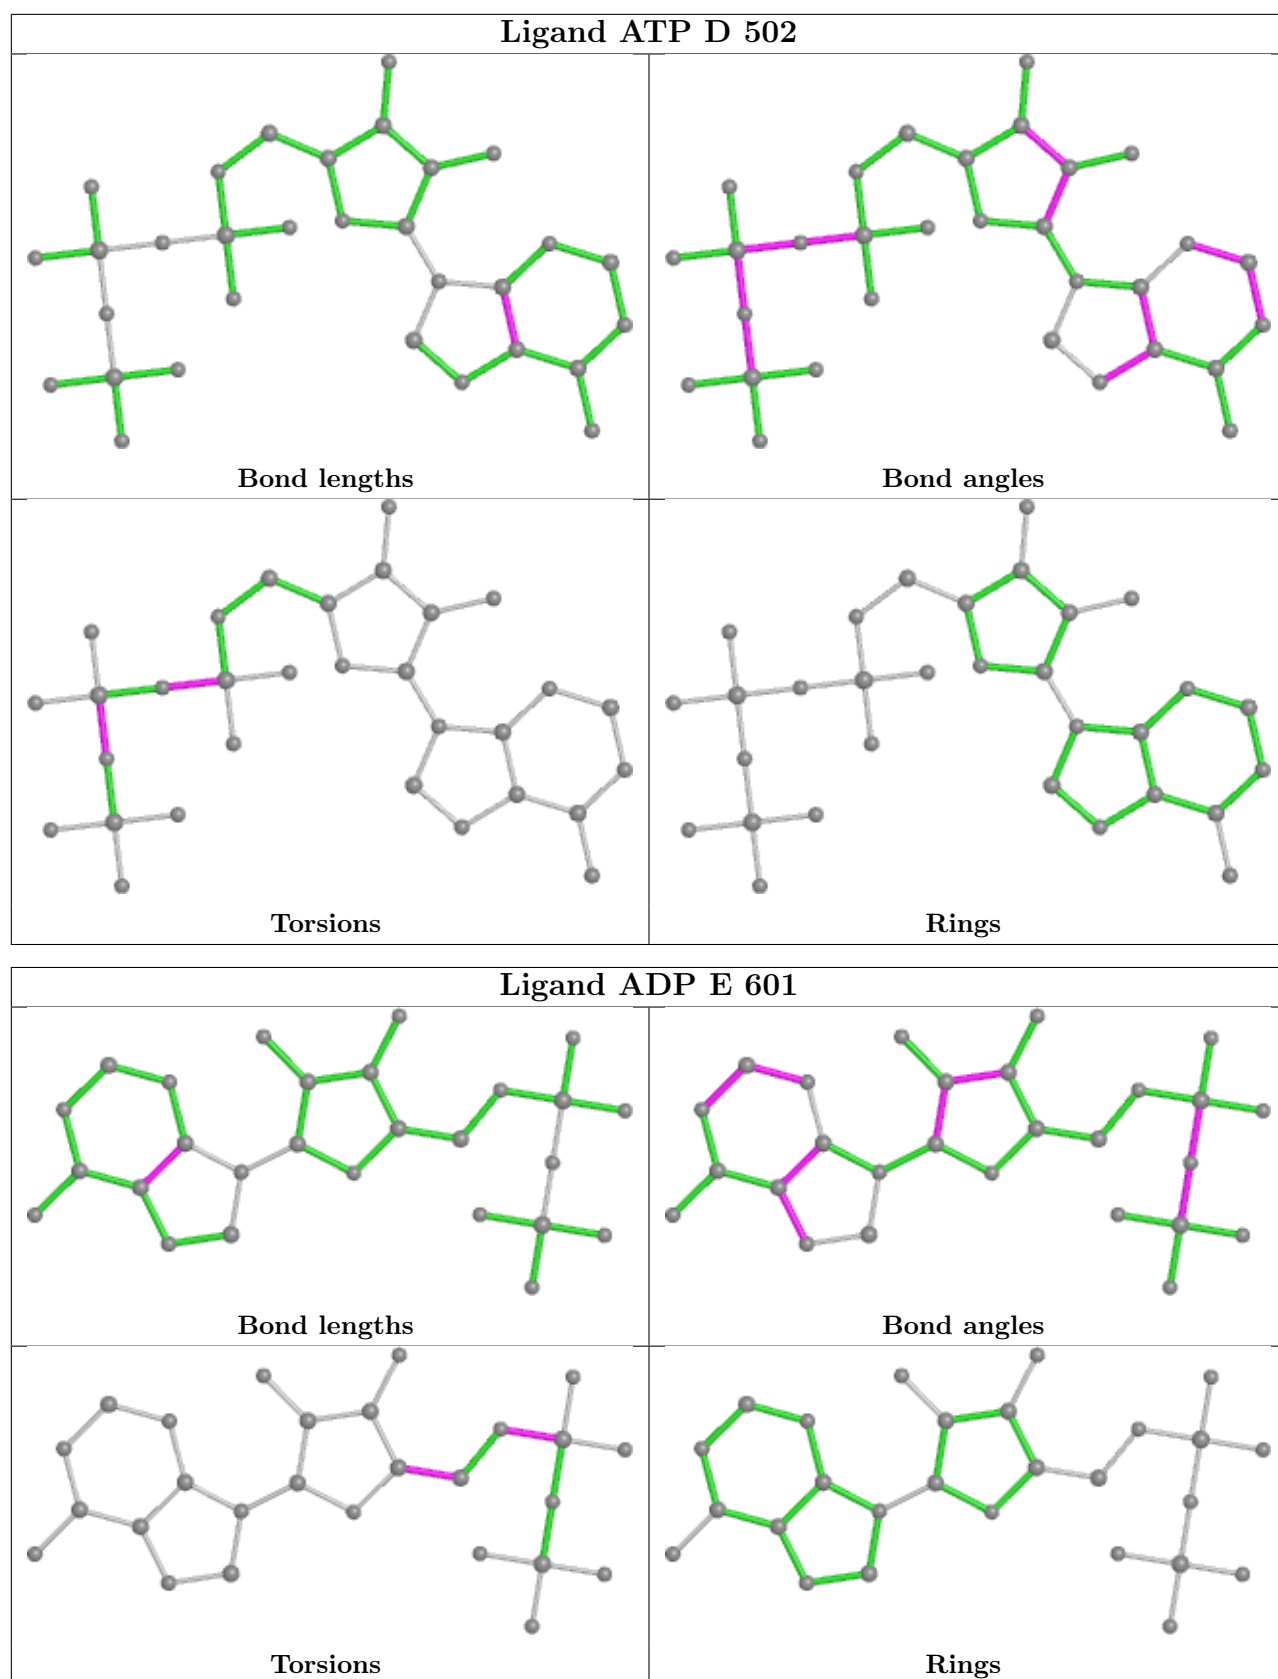 Ligand ATP D 502
Bond lengths
Bond angles
Torsions
Rings
Ligand ADP E 601
Bond lengths
Bond angles
Torsions
Rings